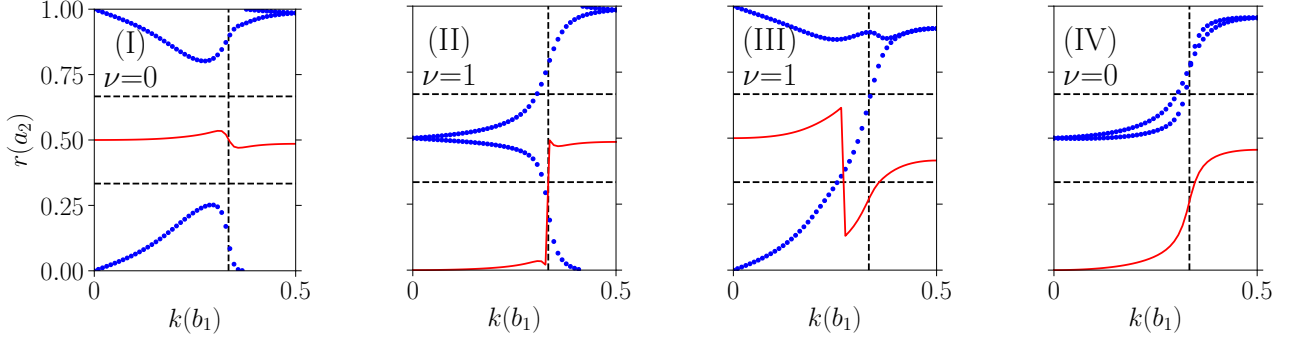 1.00
0.75
0.50
0.25
0.00
r(a₂)
(I)
ν=0
0
0.5
k(b₁)
(II)
ν=1
0
0.5
k(b₁)
(III)
ν=1
0
0.5
k(b₁)
(IV)
ν=0
0
0.5
k(b₁)